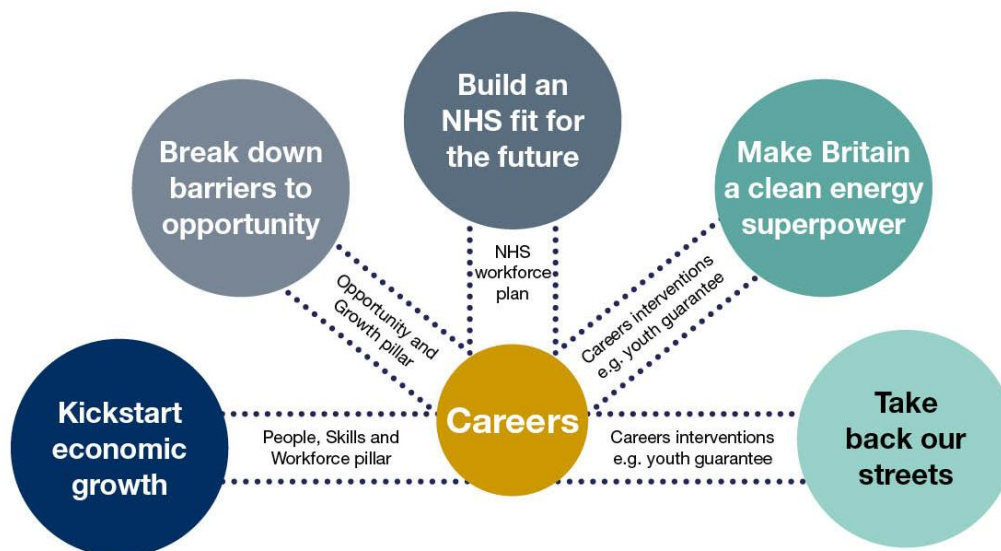 Build an
NHS fit for
the future
Break down
barriers to
opportunity
Make Britain
a clean energy
superpower
NHS
workforce
plan
Opportunity and
Growth pillar
Careers interventions
e.g. youth guarantee
Kickstart
economic
growth
People, Skills and
Workforce pillar
Careers
Careers interventions
e.g. youth guarantee
Take
back our
streets